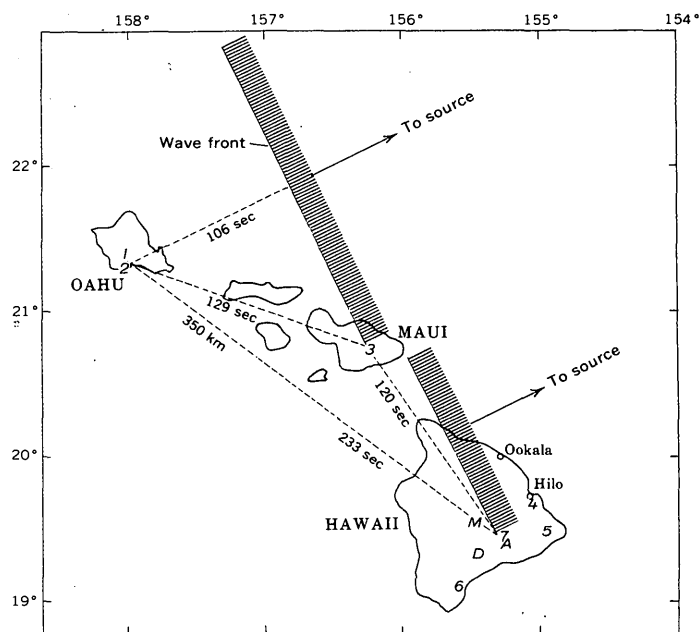 158° 157° 156° 155° 154°
22°
21°
20°
19°
To source
Wave front
106 sec
1
2
OAHU
129 sec
MAUI
3
350 km
To source
120 sec
233 sec
Ookala
Hilo
4
HAWAII
M
7
5
A
D
6